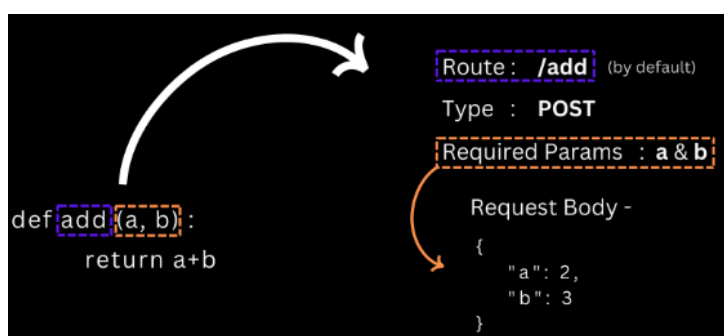 def add (a, b) :
return a+b
Route : /add (by default)
Type : POST
Required Params : a & b
Request Body -
{
"a": 2,
"b": 3
}